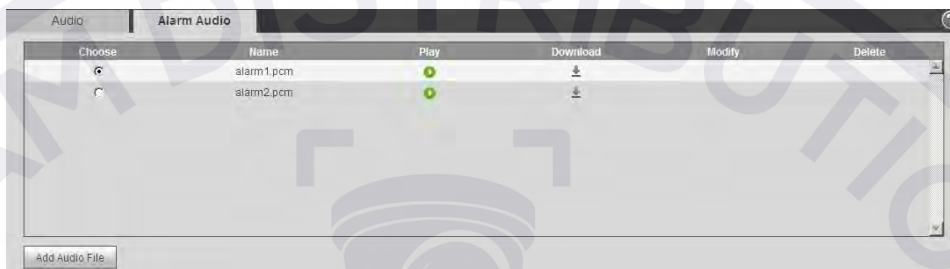 Audio Alarm Audio
Choose Name Play Download Modify Delete
alarm1.pcm
alarm2.pcm
Add Audio File